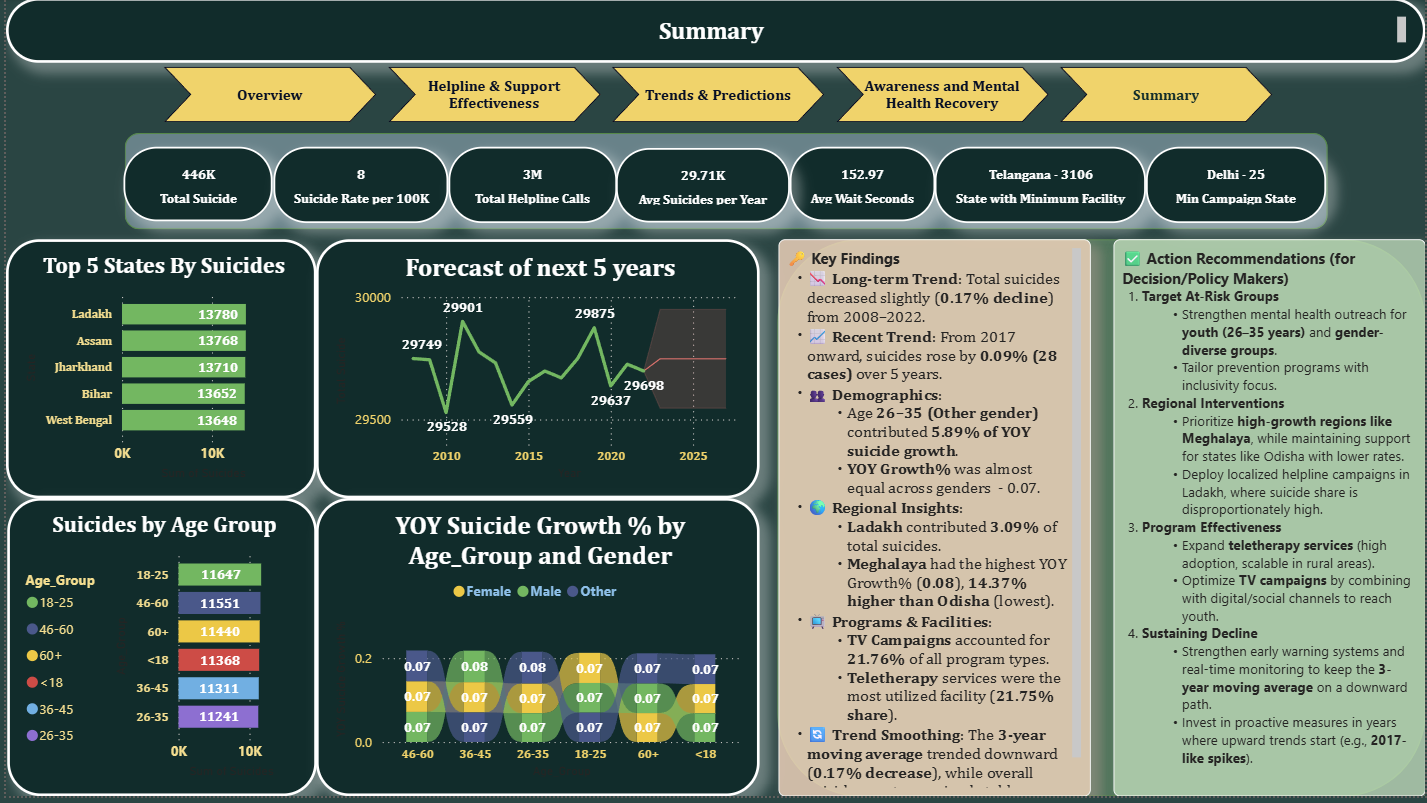 Summary
Overview
Helpline & Support
Effectiveness
Trends & Predictions
Awareness and Mental
Health Recovery
Summary
446K
Total Suicide
8
Suicide Rate per 100K
3M
Total Helpline Calls
29.71K
Avg Suicides per Year
152.97
Avg Wait Seconds
Telangana - 3106
State with Minimum Facility
Delhi - 25
Min Campaign State
Top 5 States By Suicides
Ladakh 13780
Assam 13768
Jharkhand 13710
Bihar 13652
West Bengal 13648
0K 10K
Forecast of next 5 years
30000
29901
29875
29749
29698
29637
29559
29528
29500
2010 2015 2020 2025
Suicides by Age Group
Age_Group
18-25
46-60
60+
<18
36-45
26-35
18-25 11647
46-60 11551
60+ 11440
<18 11368
36-45 11311
26-35 11241
0K 10K
YOY Suicide Growth % by
Age_Group and Gender
Female Male Other
0.2
0.07 0.08 0.08 0.07 0.07 0.07
0.07 0.07 0.07 0.07 0.07 0.07
0.07 0.07 0.07 0.07 0.07 0.07
0.0
46-60 36-45 26-35 18-25 60+ <18
🔑 Key Findings
• 📉 Long-term Trend: Total suicides
decreased slightly (0.17% decline)
from 2008–2022.
• 📈 Recent Trend: From 2017
onward, suicides rose by 0.09% (28
cases) over 5 years.
• 👥 Demographics:
• Age 26–35 (Other gender)
contributed 5.89% of YOY
suicide growth.
• YOY Growth% was almost
equal across genders - 0.07.
• 🌍 Regional Insights:
• Ladakh contributed 3.09% of
total suicides.
• Meghalaya had the highest YOY
Growth% (0.08), 14.37%
higher than Odisha (lowest).
• 📺 Programs & Facilities:
• TV Campaigns accounted for
21.76% of all program types.
• Teletherapy services were the
most utilized facility (21.75%
share).
• 🔄 Trend Smoothing: The 3-year
moving average trended downward
(0.17% decrease), while overall
✅ Action Recommendations (for
Decision/Policy Makers)
1. Target At-Risk Groups
• Strengthen mental health outreach for
youth (26–35 years) and gender-
diverse groups.
• Tailor prevention programs with
inclusivity focus.
2. Regional Interventions
• Prioritize high-growth regions like
Meghalaya, while maintaining support
for states like Odisha with lower rates.
• Deploy localized helpline campaigns in
Ladakh, where suicide share is
disproportionately high.
3. Program Effectiveness
• Expand teletherapy services (high
adoption, scalable in rural areas).
• Optimize TV campaigns by combining
with digital/social channels to reach
youth.
4. Sustaining Decline
• Strengthen early warning systems and
real-time monitoring to keep the 3-
year moving average on a downward
path.
• Invest in proactive measures in years
where upward trends start (e.g., 2017-
like spikes).